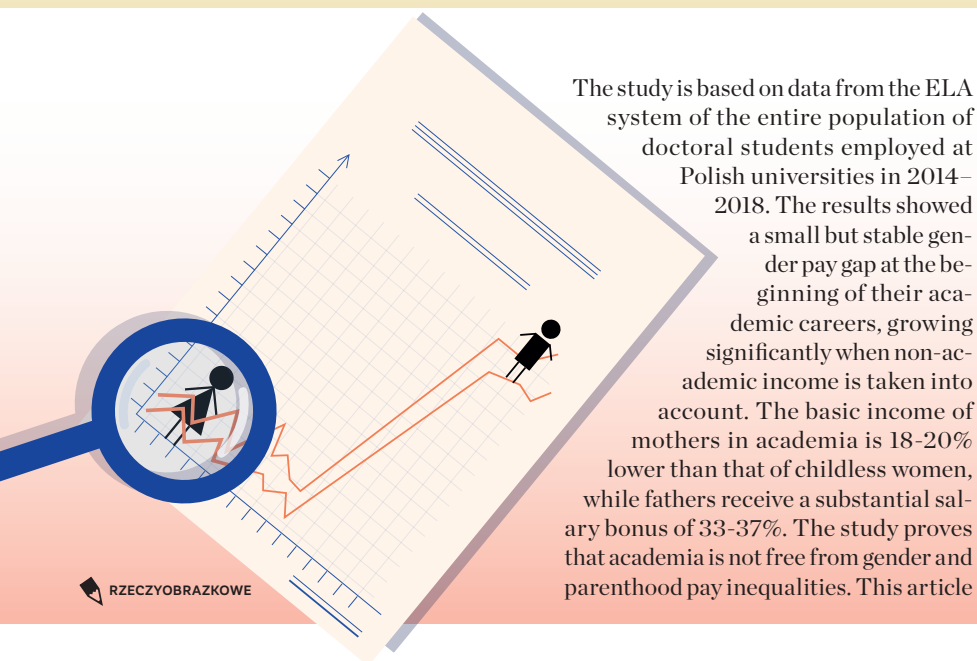 The study is based on data from the ELA
system of the entire population of
doctoral students employed at
Polish universities in 2014–
2018. The results showed
a small but stable gen-
der pay gap at the be-
ginning of their aca-
demic careers, growing
significantly when non-ac-
ademic income is taken into
account. The basic income of
mothers in academia is 18-20%
lower than that of childless women,
while fathers receive a substantial sal-
ary bonus of 33-37%. The study proves
that academia is not free from gender and
parenthood pay inequalities. This article
RZECZYOBRAZKOWE